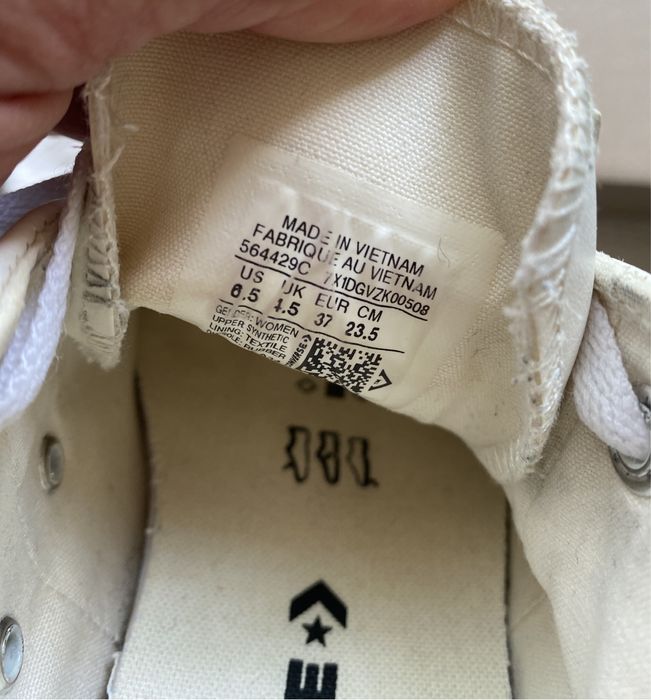 MADE IN VIETNAM
FABRIQUE AU VIETNAM
564429C 7X1DGVZK00508
US UK EUR CM
6.5 4.5 37 23.5
GENDER: WOMEN
UPPER: SYNTHETIC
LINING: TEXTILE
RUBBER
E